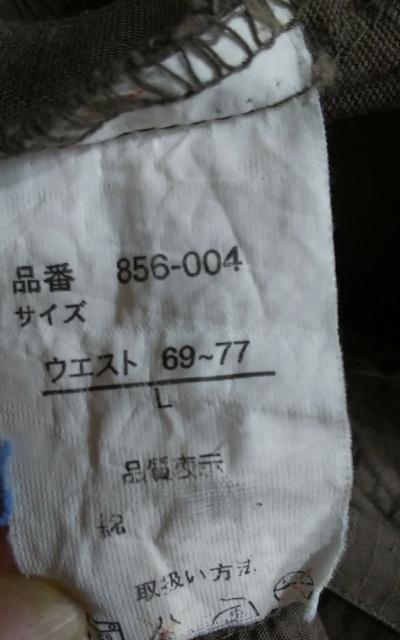 品番 856-004
サイズ
ウエスト 69~77
L
品質表示
綿
取扱い方法